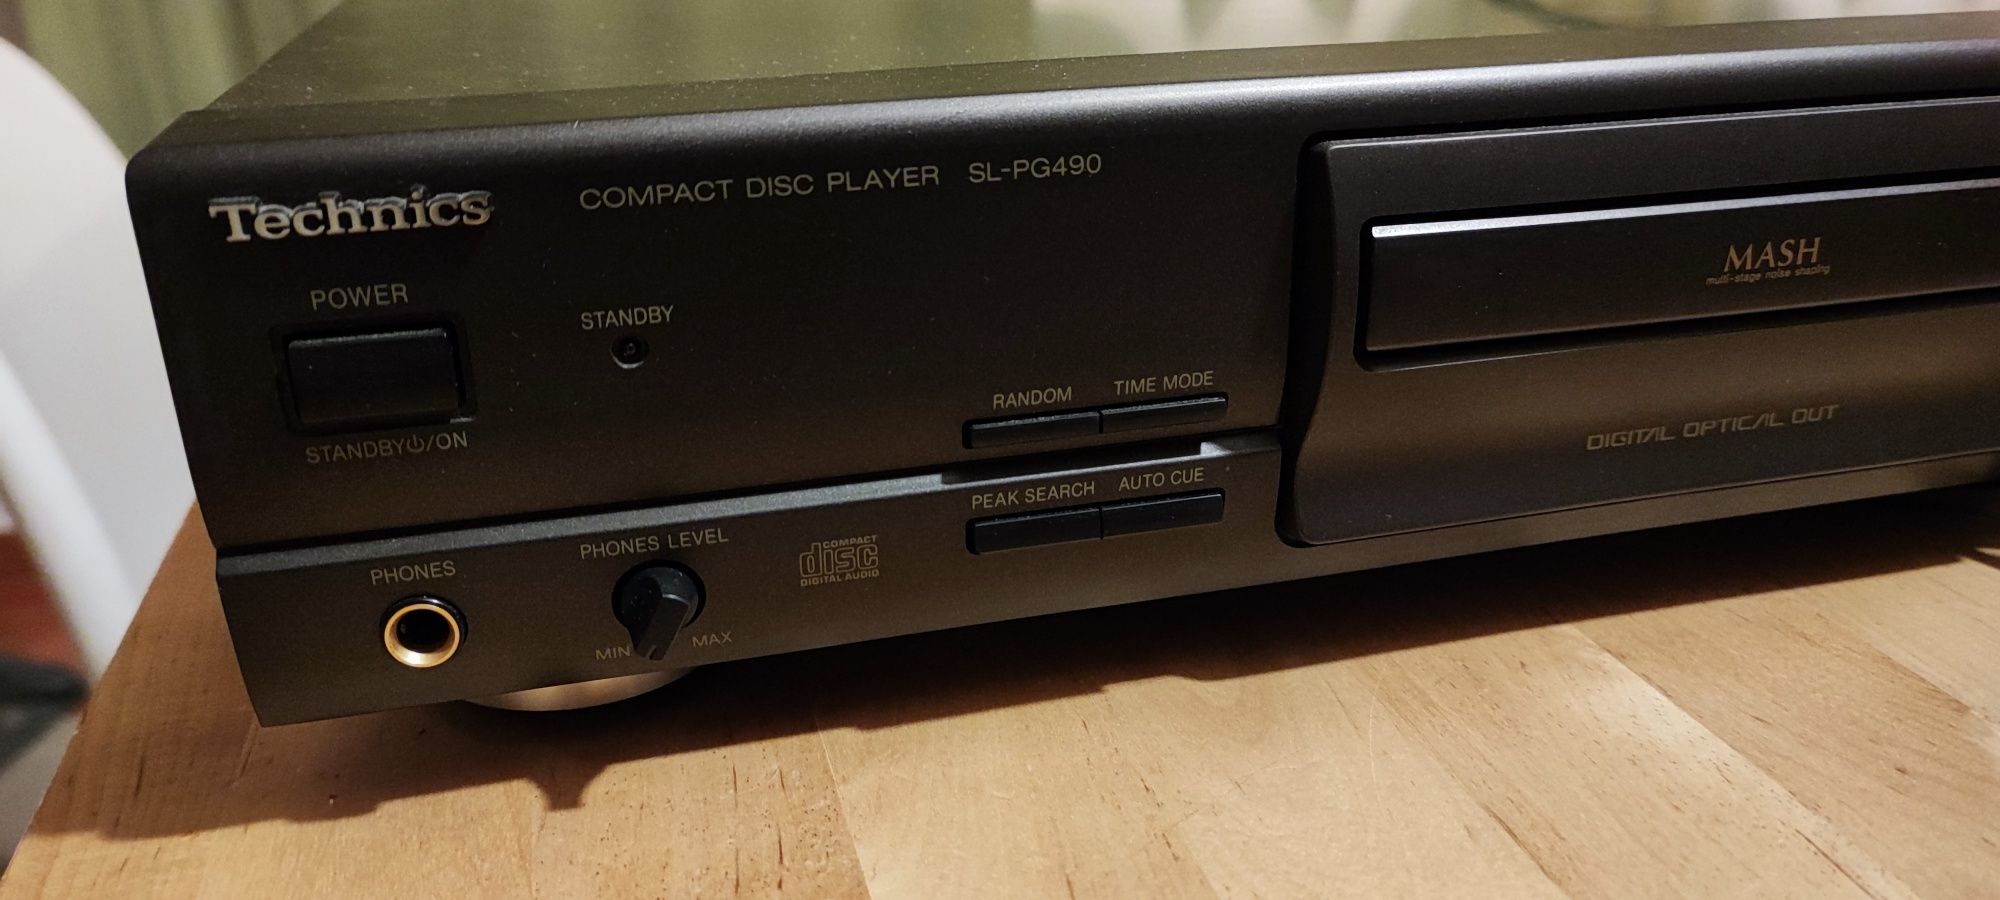 Technics
COMPACT DISC PLAYER SL-PG490
POWER
STANDBY⏻/ON
STANDBY
RANDOM
TIME MODE
PEAK SEARCH
AUTO CUE
PHONES
PHONES LEVEL
MIN
MAX
COMPACT
disc
DIGITAL AUDIO
MASH
multi-stage noise shaping
DIGITAL OPTICAL OUT